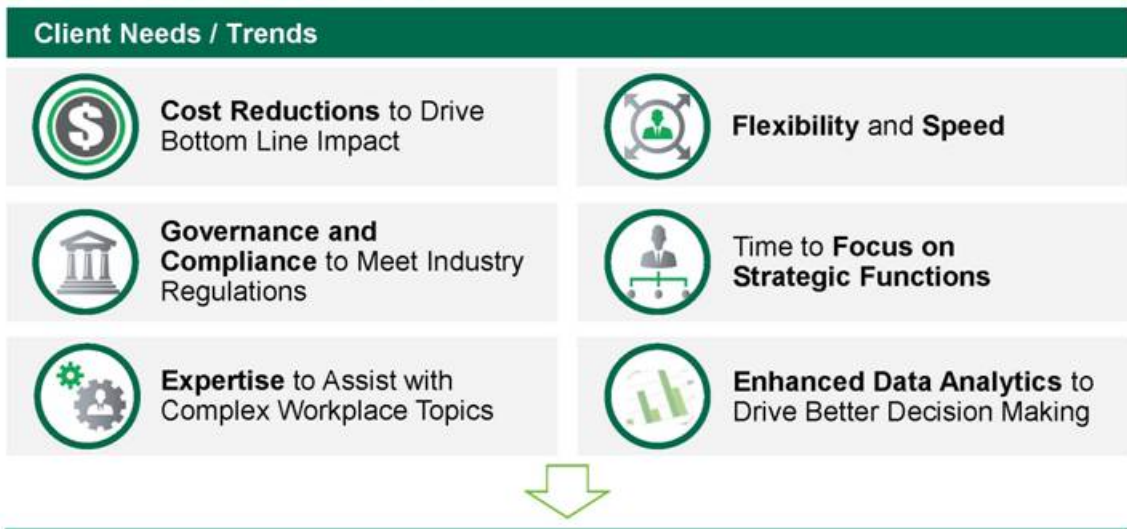 Client Needs / Trends
Cost Reductions to Drive
Bottom Line Impact
Flexibility and Speed
Governance and
Compliance to Meet Industry
Regulations
Time to Focus on
Strategic Functions
Expertise to Assist with
Complex Workplace Topics
Enhanced Data Analytics to
Drive Better Decision Making